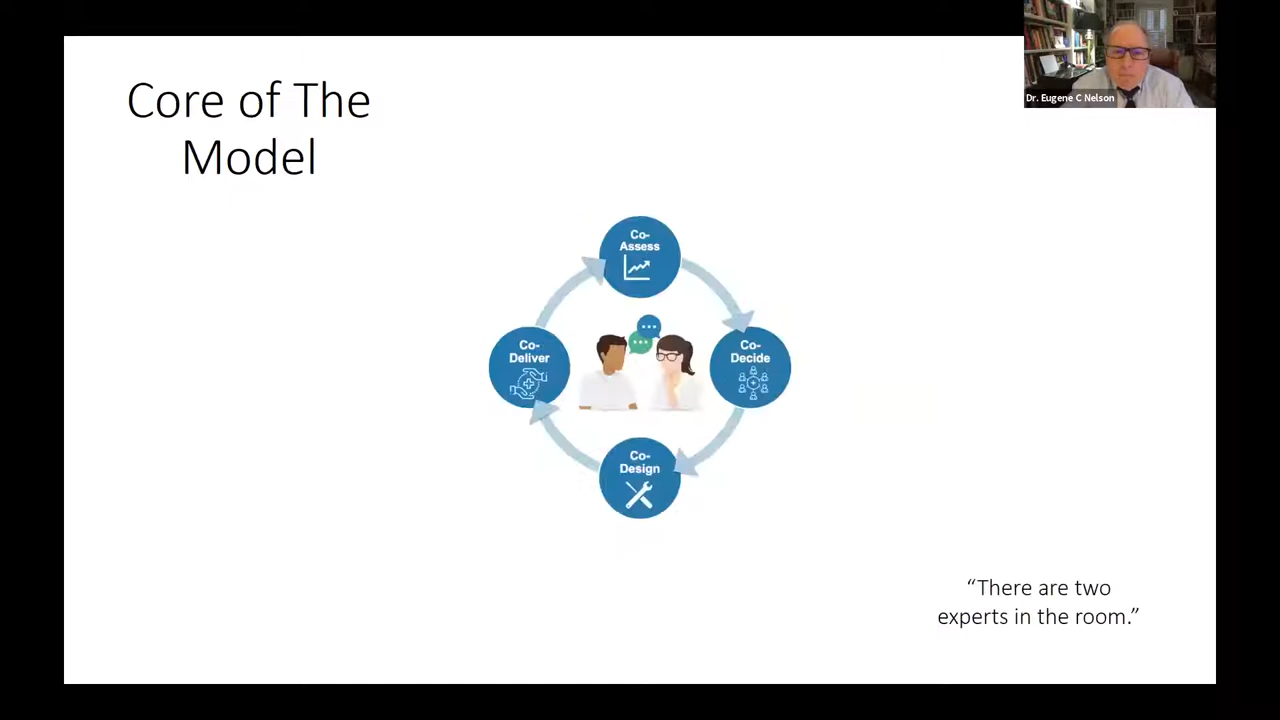 Core of The
Model
Dr. Eugene C Nelson
Co-
Assess
Co-
Deliver
Co-
Decide
Co-
Design
“There are two
experts in the room.”